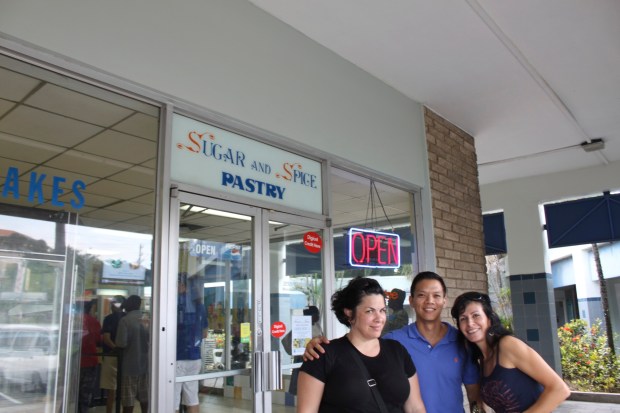 SUGAR AND SPICE
PASTRY
AKES
OPEN
OPEN